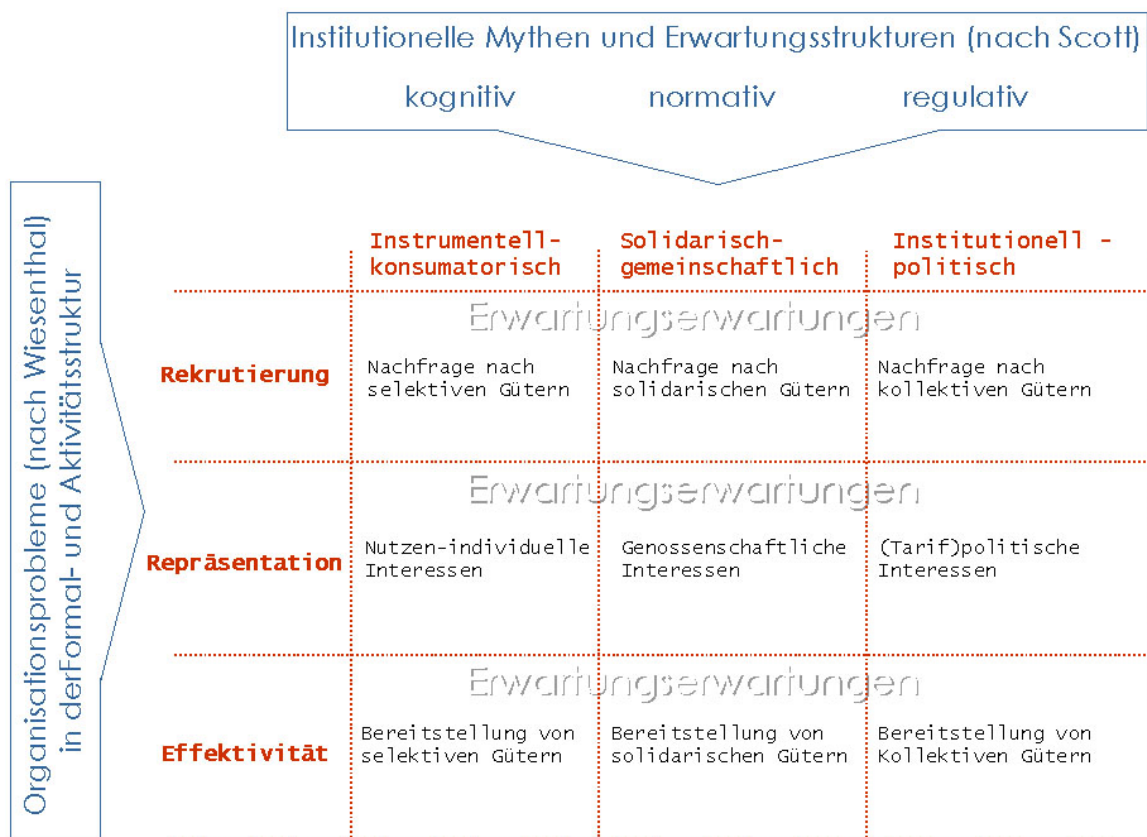 Institutionelle Mythen und Erwartungsstrukturen (nach Scott)
kognitiv normativ regulativ
Organisationsprobleme (nach Wiesenthal)
in derFormal- und Aktivitätsstruktur
Instrumentell-
konsumatorisch
Solidarisch-
gemeinschaftlich
Institutionell -
politisch
Erwartungserwartungen
Rekrutierung
Nachfrage nach
selektiven Gütern
Nachfrage nach
solidarischen Gütern
Nachfrage nach
kollektiven Gütern
Erwartungserwartungen
Repräsentation
Nutzen-individuelle
Interessen
Genossenschaftliche
Interessen
(Tarif)politische
Interessen
Erwartungserwartungen
Effektivität
Bereitstellung von
selektiven Gütern
Bereitstellung von
solidarischen Gütern
Bereitstellung von
Kollektiven Gütern